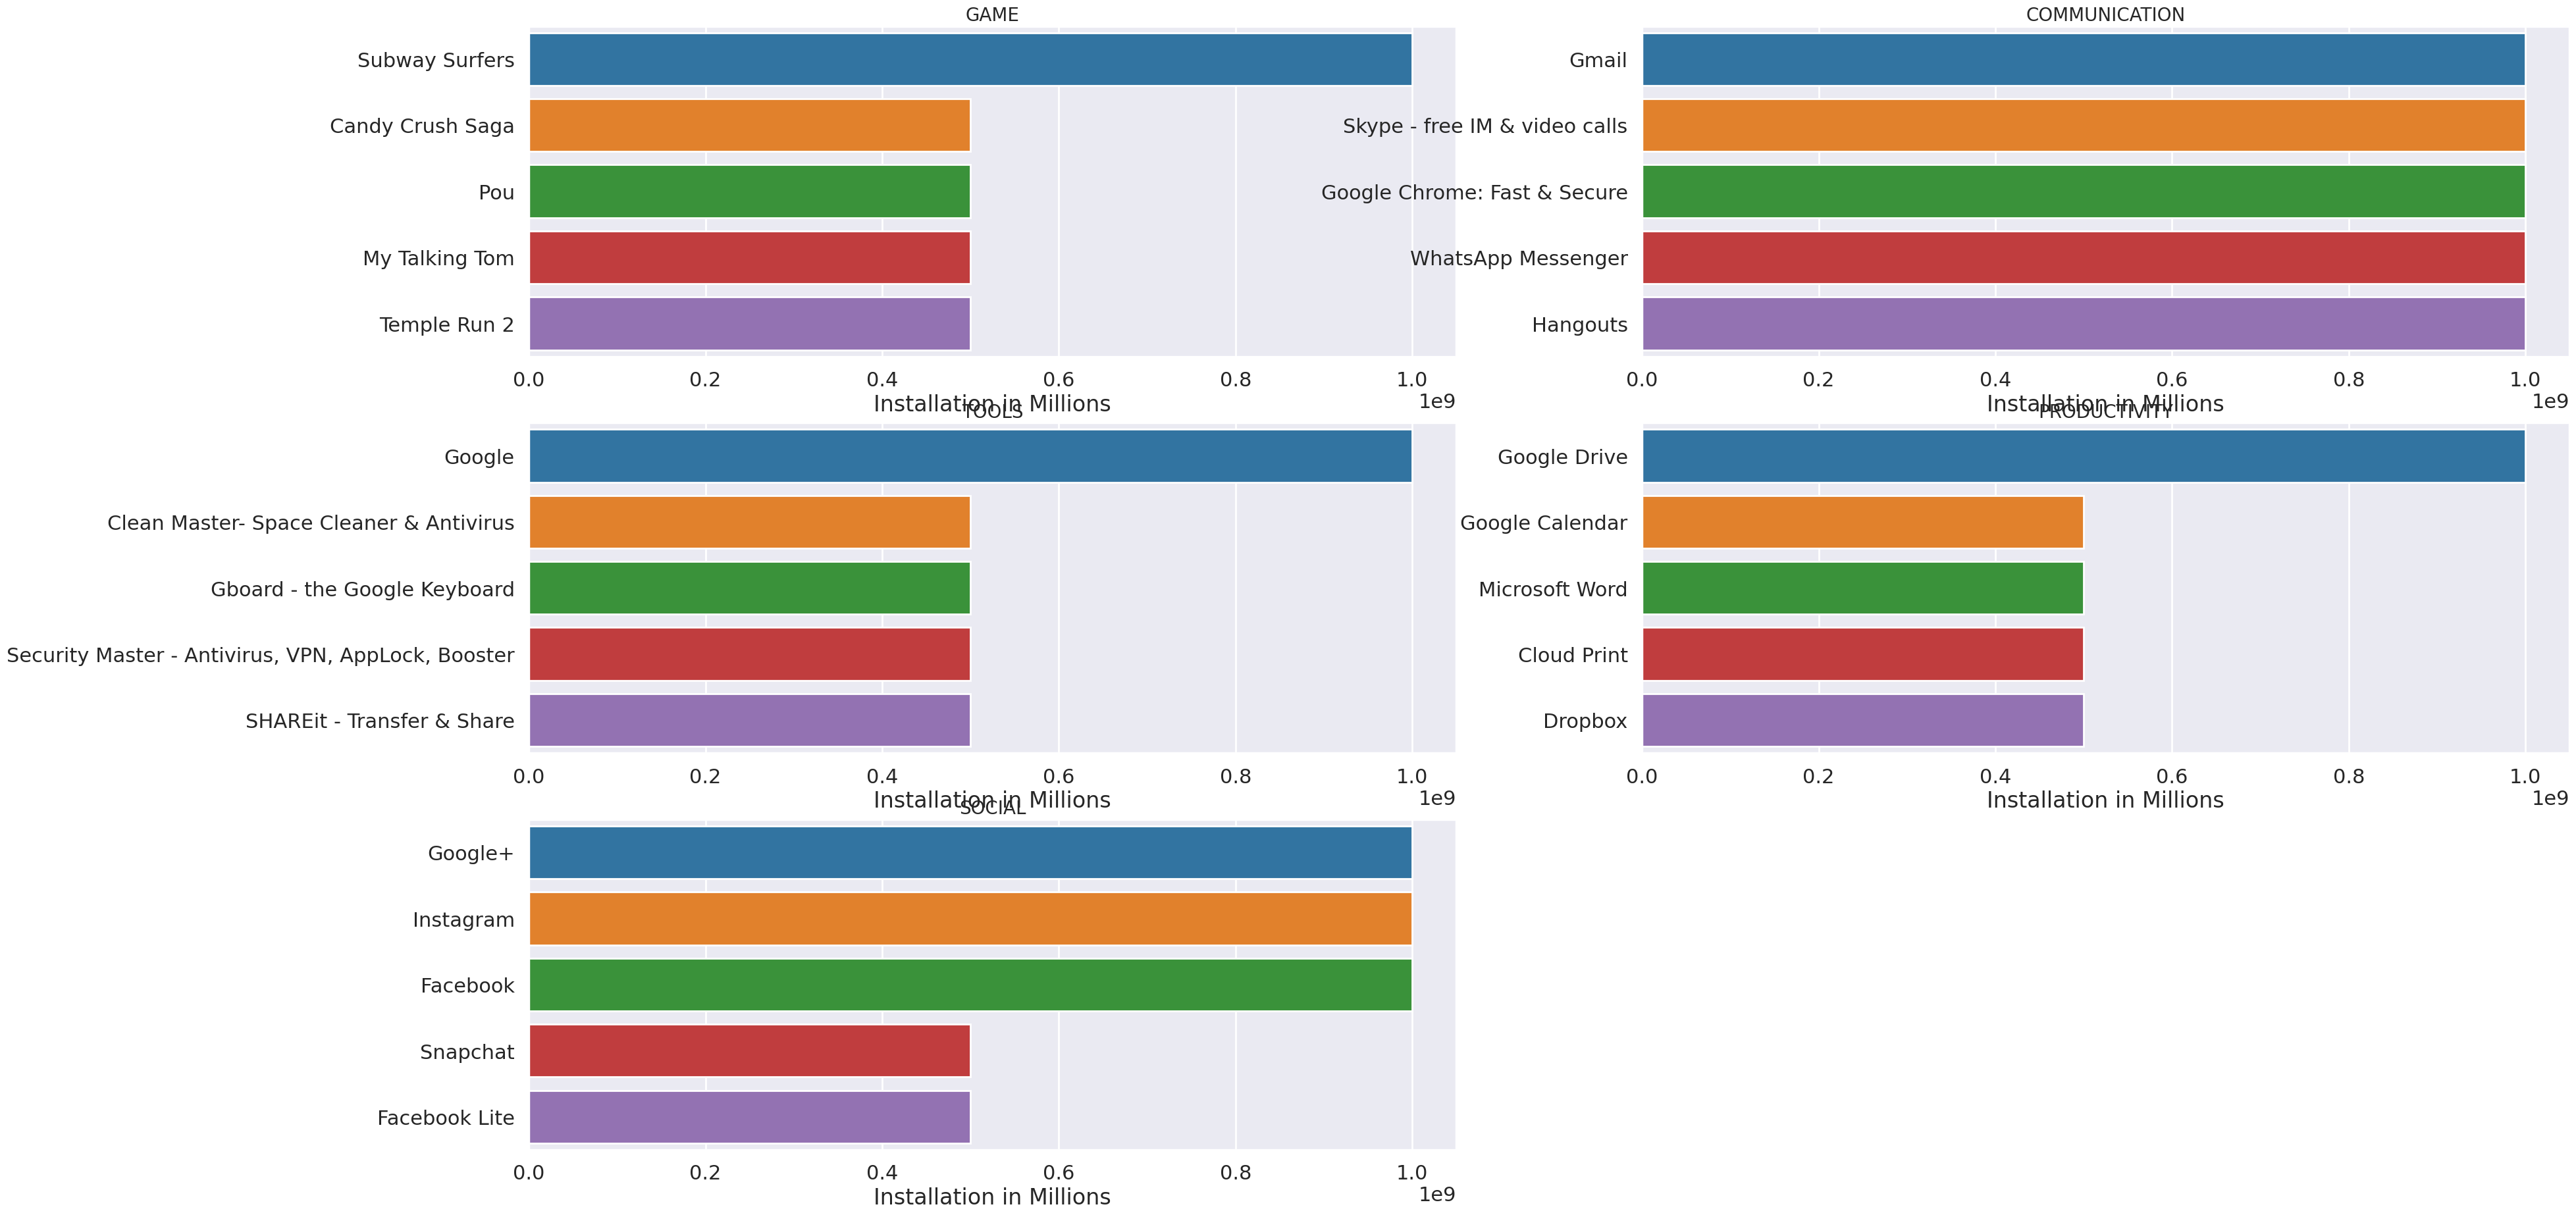 GAME
Subway Surfers
Candy Crush Saga
Pou
My Talking Tom
Temple Run 2
0.0 0.2 0.4 0.6 0.8 1.0
Installation in Millions
1e9
COMMUNICATION
Gmail
Skype - free IM & video calls
Google Chrome: Fast & Secure
WhatsApp Messenger
Hangouts
0.0 0.2 0.4 0.6 0.8 1.0
Installation in Millions
1e9
TOOLS
Google
Clean Master- Space Cleaner & Antivirus
Gboard - the Google Keyboard
Security Master - Antivirus, VPN, AppLock, Booster
SHAREit - Transfer & Share
0.0 0.2 0.4 0.6 0.8 1.0
Installation in Millions
1e9
PRODUCTIVITY
Google Drive
Google Calendar
Microsoft Word
Cloud Print
Dropbox
0.0 0.2 0.4 0.6 0.8 1.0
Installation in Millions
1e9
SOCIAL
Google+
Instagram
Facebook
Snapchat
Facebook Lite
0.0 0.2 0.4 0.6 0.8 1.0
Installation in Millions
1e9